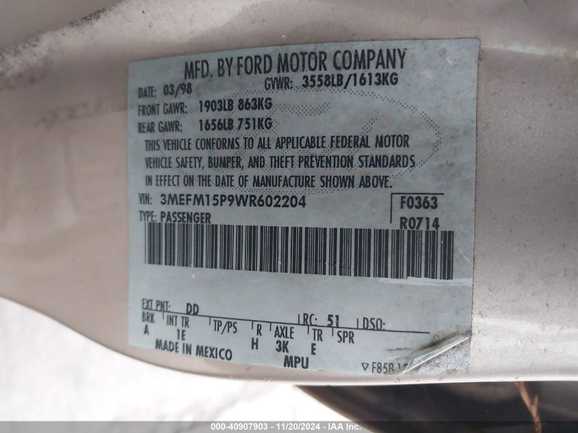 MFD. BY FORD MOTOR COMPANY
DATE: 03/98 GVWR: 3558LB/1613KG
FRONT GAWR: 1903LB 863KG
REAR GAWR: 1656LB 751KG
THIS VEHICLE CONFORMS TO ALL APPLICABLE FEDERAL MOTOR
VEHICLE SAFETY, BUMPER, AND THEFT PREVENTION STANDARDS
IN EFFECT ON THE DATE OF MANUFACTURE SHOWN ABOVE.
VIN: 3MEFM15P9WR602204 F0363
TYPE: PASSENGER R0714
EXT PNT: DD RC: 51 DSO:
BRK INT TR TP/PS R AXLE TR SPR
A 1E H 3K E
MADE IN MEXICO MPU
000-40907903 - 11/20/2024 - IAA Inc.